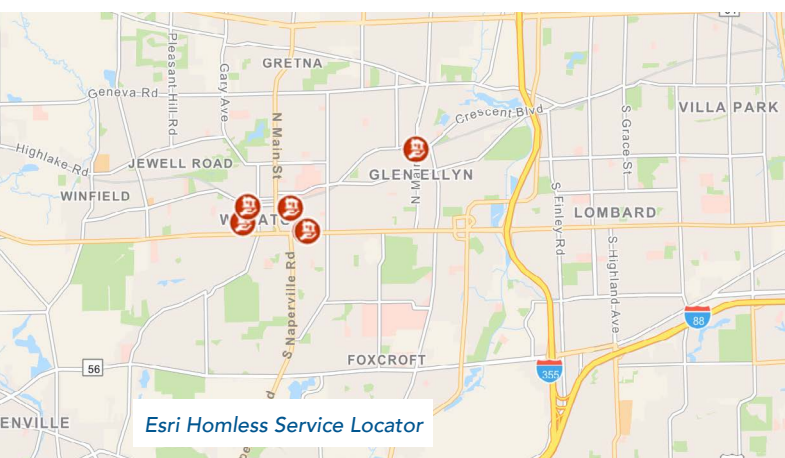 GRETNA
Pleasant Hill Rd
Gary Ave
Geneva Rd
N Main St
Crescent Blvd
S Grace St
VILLA PARK
Highlake Rd
JEWELL ROAD
GLEN ELLYN
WINFIELD
S Finley Rd
LOMBARD
S Highland Ave
S Naperville Rd
88
FOXCROFT
56
355
Esri Homless Service Locator